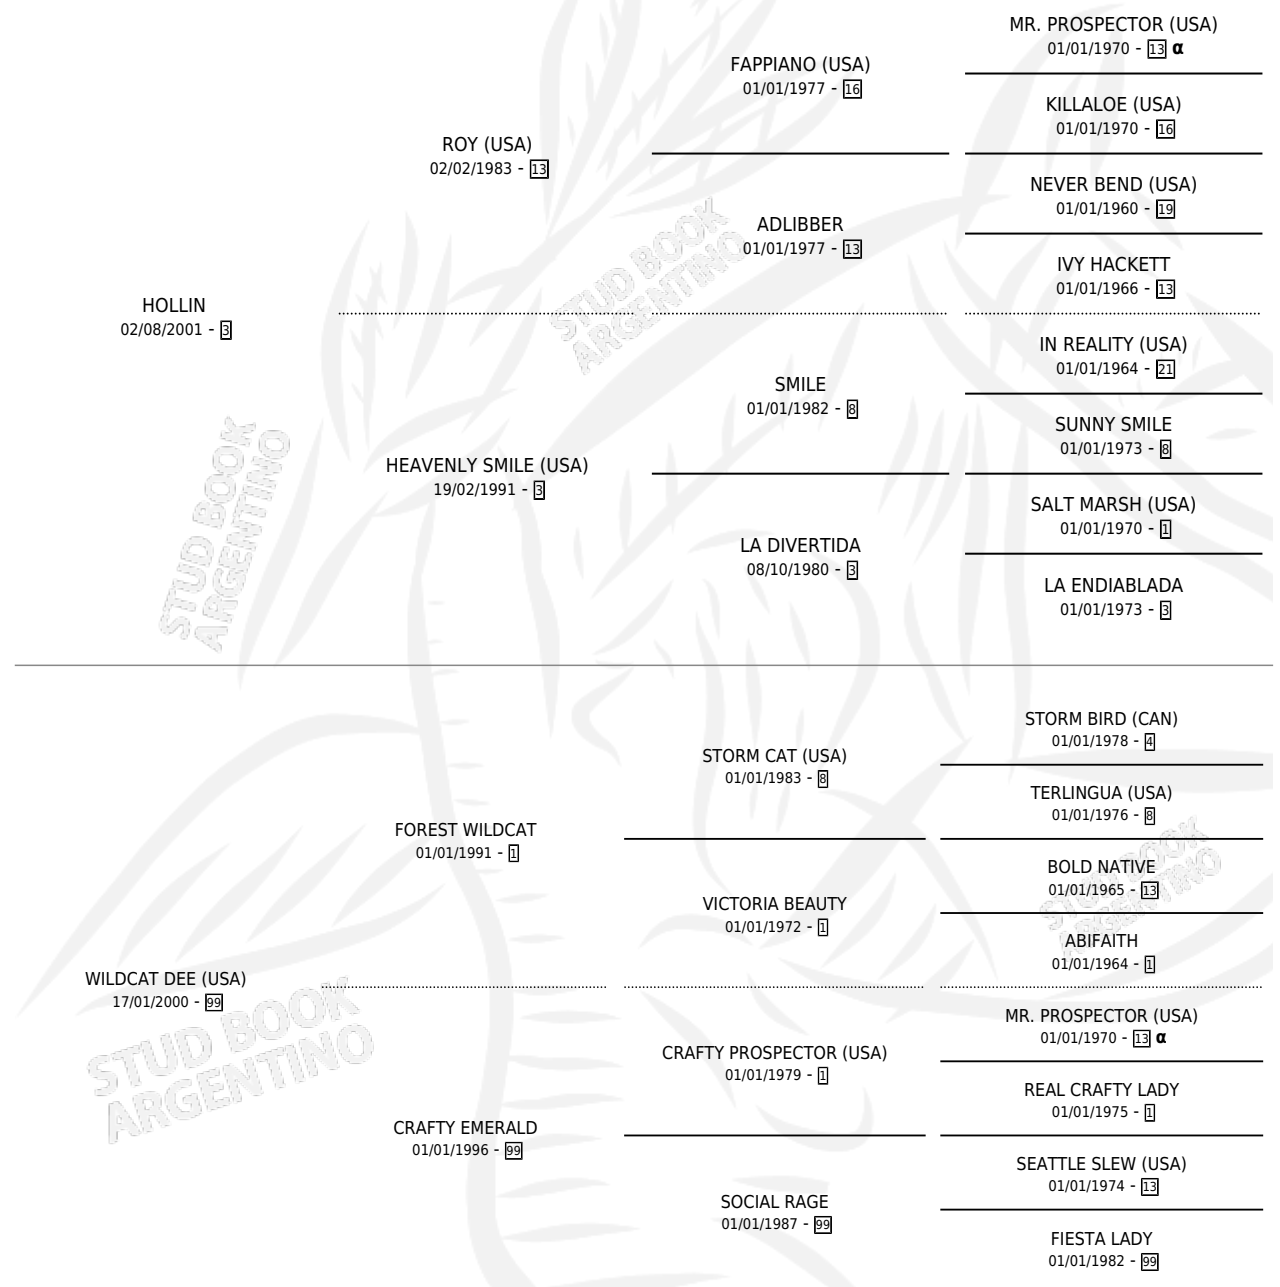 MR. PROSPECTOR (USA)
01/01/1970 - 13 α
FAPPIANO (USA)
01/01/1977 - 16
KILLALOE (USA)
01/01/1970 - 16
ROY (USA)
02/02/1983 - 13
NEVER BEND (USA)
01/01/1960 - 19
ADLIBBER
01/01/1977 - 13
IVY HACKETT
01/01/1966 - 13
HOLLIN
02/08/2001 - 3
IN REALITY (USA)
01/01/1964 - 21
SMILE
01/01/1982 - 8
SUNNY SMILE
01/01/1973 - 8
HEAVENLY SMILE (USA)
19/02/1991 - 3
SALT MARSH (USA)
01/01/1970 - 1
LA DIVERTIDA
08/10/1980 - 3
LA ENDIABLADA
01/01/1973 - 3
STORM BIRD (CAN)
01/01/1978 - 4
STORM CAT (USA)
01/01/1983 - 8
TERLINGUA (USA)
01/01/1976 - 8
FOREST WILDCAT
01/01/1991 - 1
BOLD NATIVE
01/01/1965 - 13
VICTORIA BEAUTY
01/01/1972 - 1
ABIFAITH
01/01/1964 - 1
WILDCAT DEE (USA)
17/01/2000 - 99
MR. PROSPECTOR (USA)
01/01/1970 - 13 α
CRAFTY PROSPECTOR (USA)
01/01/1979 - 1
REAL CRAFTY LADY
01/01/1975 - 1
CRAFTY EMERALD
01/01/1996 - 99
SEATTLE SLEW (USA)
01/01/1974 - 13
SOCIAL RAGE
01/01/1987 - 99
FIESTA LADY
01/01/1982 - 99
STUD BOOK
ARGENTINO
STUD BOOK
ARGENTINO
STUD BOOK
ARGENTINO
STUD BOOK
ARGENTINO